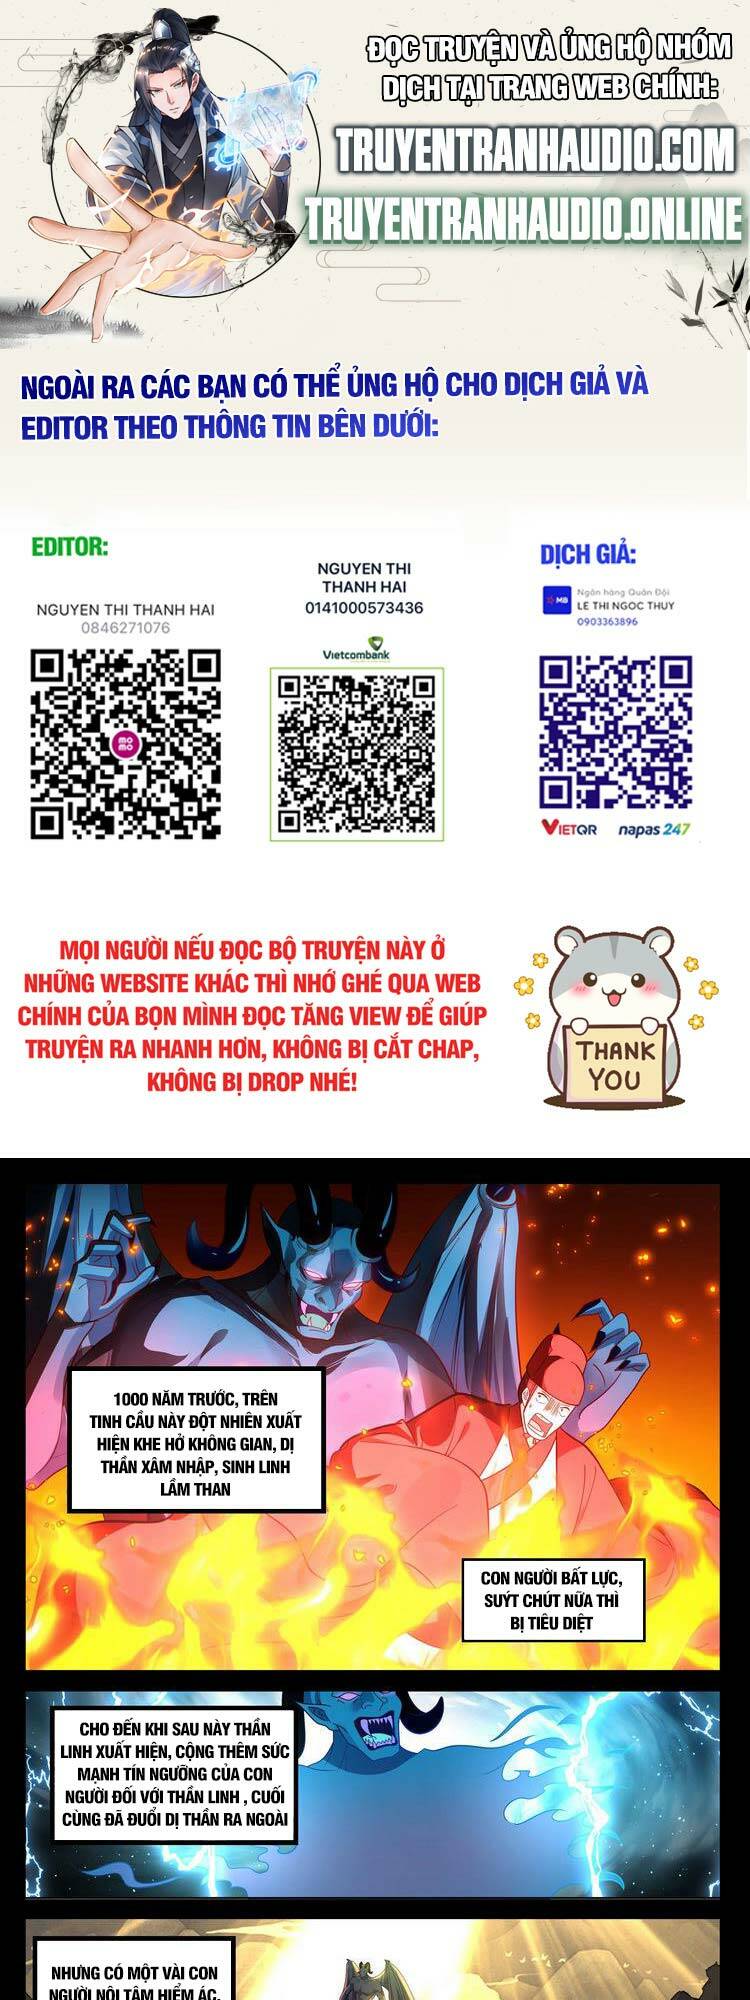 ĐỌC TRUYỆN VÀ ỦNG HỘ NHÓM
DỊCH TẠI TRANG WEB CHÍNH:
TRUYENTRANHAUDIO.COM
TRUYENTRANHAUDIO.ONLINE
NGOÀI RA CÁC BẠN CÓ THỂ ỦNG HỘ CHO DỊCH GIẢ VÀ
EDITOR THEO THÔNG TIN BÊN DƯỚI:
EDITOR:
NGUYEN THI THANH HAI
0846271076
mo
mo
NGUYEN THI
THANH HAI
0141000573436
Vietcombank
DỊCH GIẢ:
MB
Ngân hàng Quân Đội
LE THI NGOC THUY
0903363896
VIETQR napas 247
MỌI NGƯỜI NẾU ĐỌC BỘ TRUYỆN NÀY Ở
NHỮNG WEBSITE KHÁC THÌ NHỚ GHÉ QUA WEB
CHÍNH CỦA BỌN MÌNH ĐỌC TĂNG VIEW ĐỂ GIÚP
TRUYỆN RA NHANH HƠN, KHÔNG BỊ CẮT CHAP,
KHÔNG BỊ DROP NHÉ!
THANK
YOU
1000 NĂM TRƯỚC, TRÊN
TINH CẦU NÀY ĐỘT NHIÊN XUẤT
HIỆN KHE HỞ KHÔNG GIAN, DỊ
THẦN XÂM NHẬP, SINH LINH
LẦM THAN
CON NGƯỜI BẤT LỰC,
SUÝT CHÚT NỮA THÌ
BỊ TIÊU DIỆT
CHO ĐẾN KHI SAU NÀY THẦN
LINH XUẤT HIỆN, CỘNG THÊM SỨC
MẠNH TÍN NGƯỠNG CỦA CON
NGƯỜI ĐỐI VỚI THẦN LINH , CUỐI
CÙNG ĐÃ ĐUỔI DỊ THẦN RA NGOÀI
NHƯNG CÓ MỘT VÀI CON
NGƯỜI NỘI TÂM HIỂM ÁC,